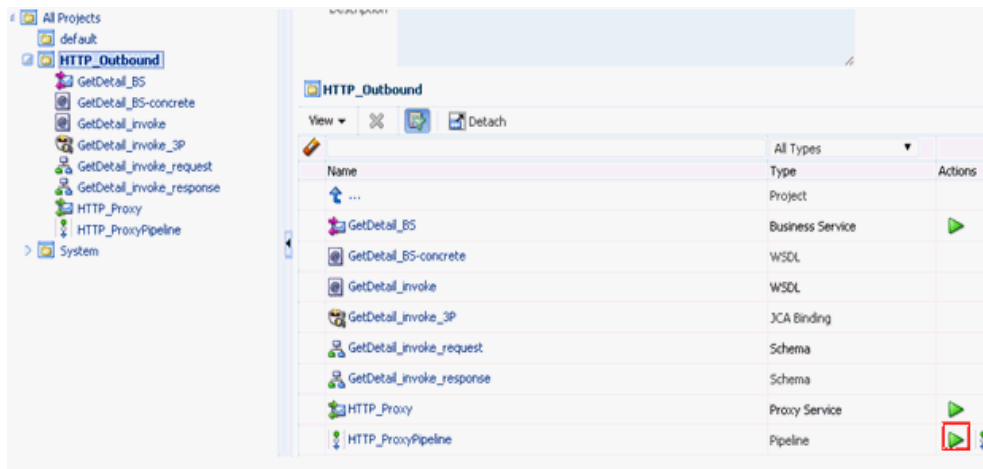 All Projects
default
HTTP_Outbound
GetDetail_BS
GetDetail_BS-concrete
GetDetail_invoke
GetDetail_invoke_3P
GetDetail_invoke_request
GetDetail_invoke_response
HTTP_Proxy
HTTP_ProxyPipeline
System
Description
HTTP_Outbound
View Detach
All Types
Name Type Actions
... Project
GetDetail_BS Business Service
GetDetail_BS-concrete WSDL
GetDetail_invoke WSDL
GetDetail_invoke_3P JCA Binding
GetDetail_invoke_request Schema
GetDetail_invoke_response Schema
HTTP_Proxy Proxy Service
HTTP_ProxyPipeline Pipeline